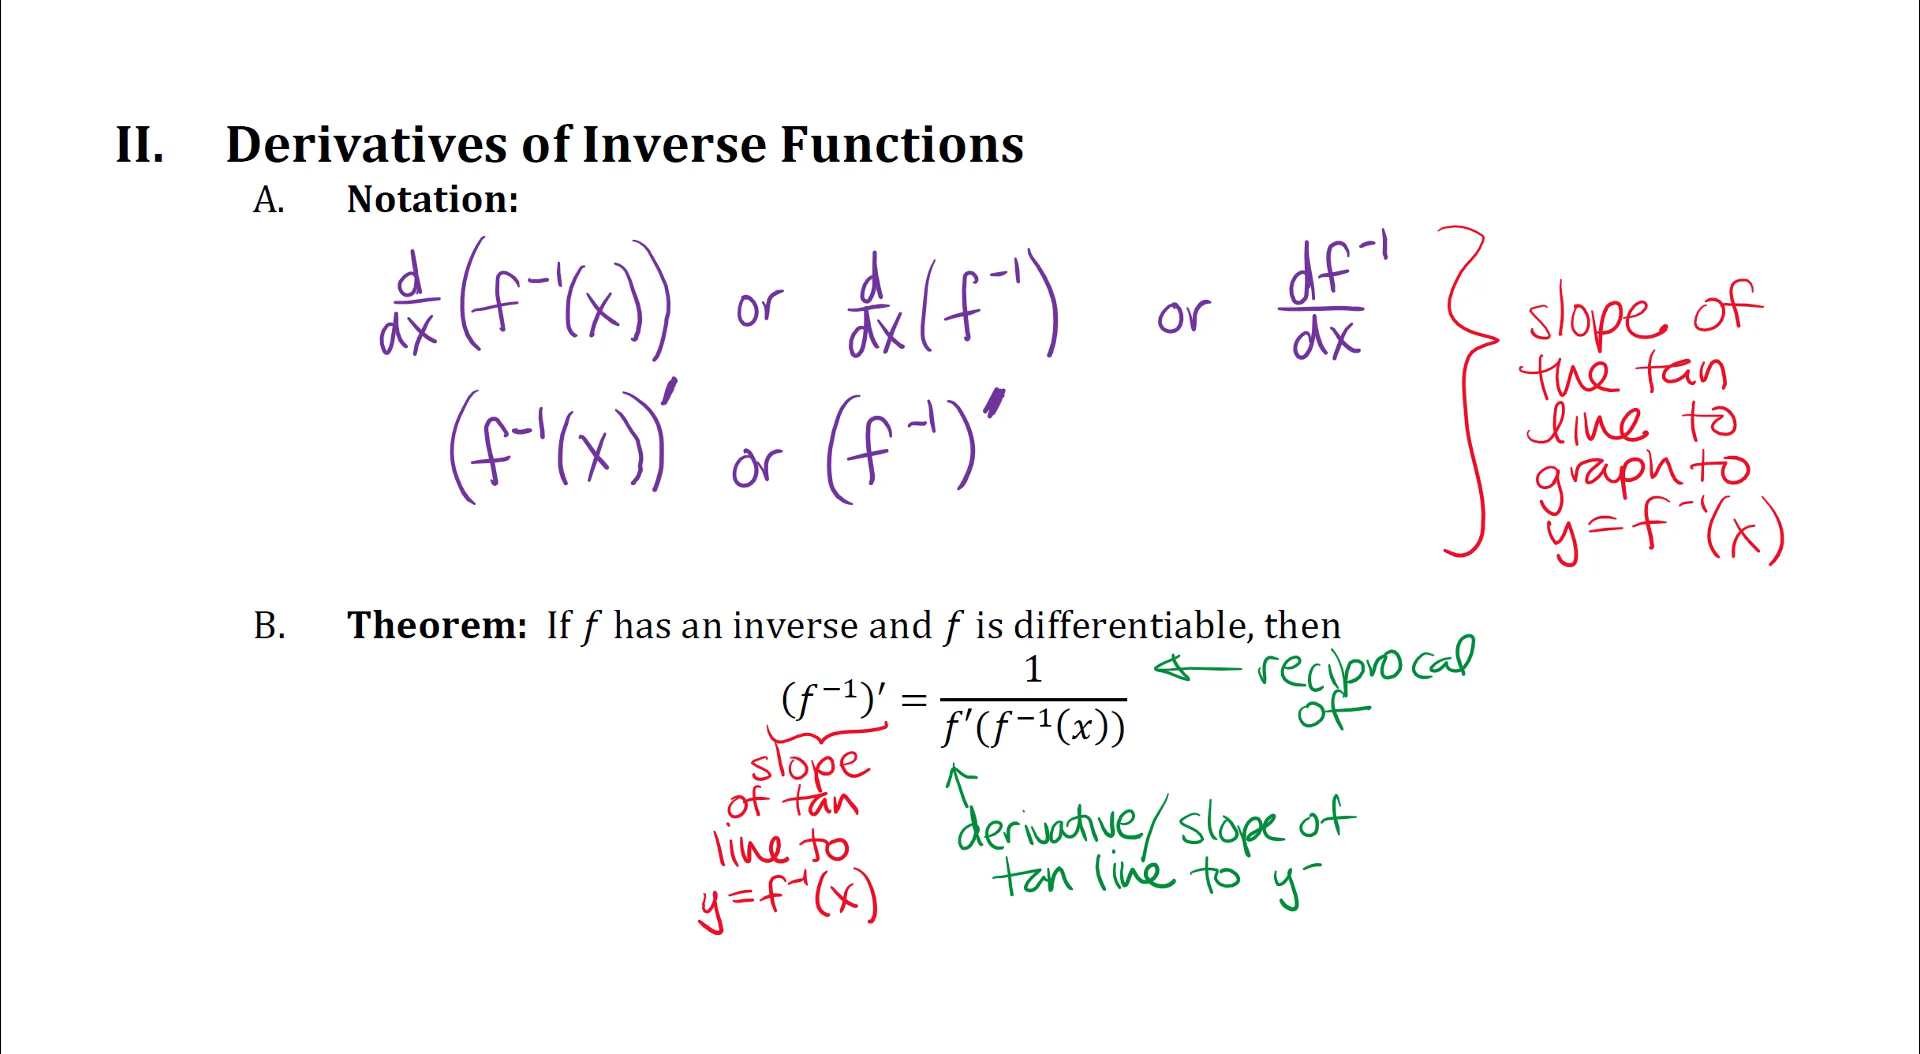 II. Derivatives of Inverse Functions
A. Notation:
d/dx (f⁻¹(x)) or d/dx (f⁻¹) or df⁻¹/dx
(f⁻¹(x))' or (f⁻¹)'
slope of
the tan
line to
graph to
y = f⁻¹(x)
B. Theorem: If f has an inverse and f is differentiable, then
(f⁻¹)′ = 1/f′(f⁻¹(x))
← reciprocal
of
slope
of tan
line to
y = f⁻¹(x)
↑
derivative/slope of
tan line to y -